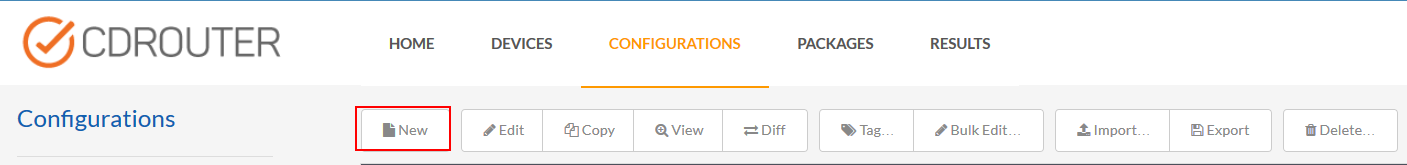 CDROUTER HOME DEVICES CONFIGURATIONS PACKAGES RESULTS
Configurations New Edit Copy View Diff Tag... Bulk Edit... Import... Export Delete...